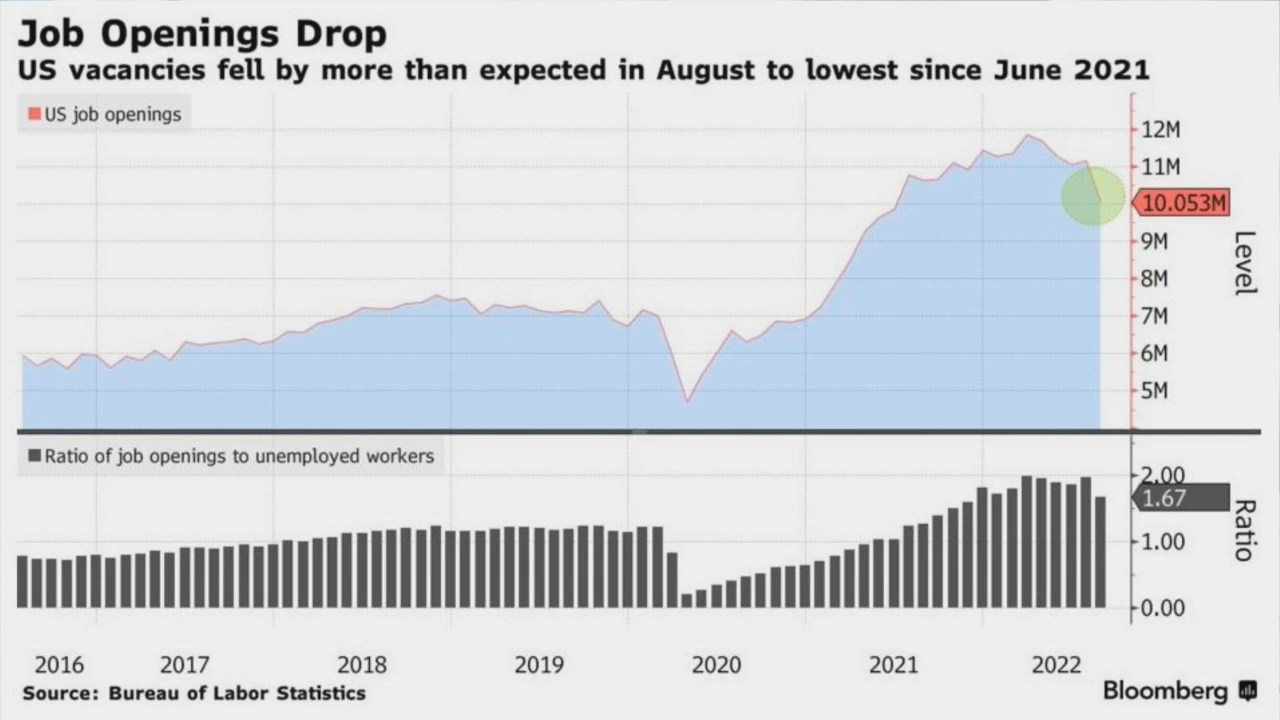 Job Openings Drop
US vacancies fell by more than expected in August to lowest since June 2021
US job openings
12M
11M
10.053M
9M
8M
7M
6M
5M
Level
Ratio of job openings to unemployed workers
2.00
1.67
1.00
0.00
Ratio
2016 2017 2018 2019 2020 2021 2022
Source: Bureau of Labor Statistics
Bloomberg